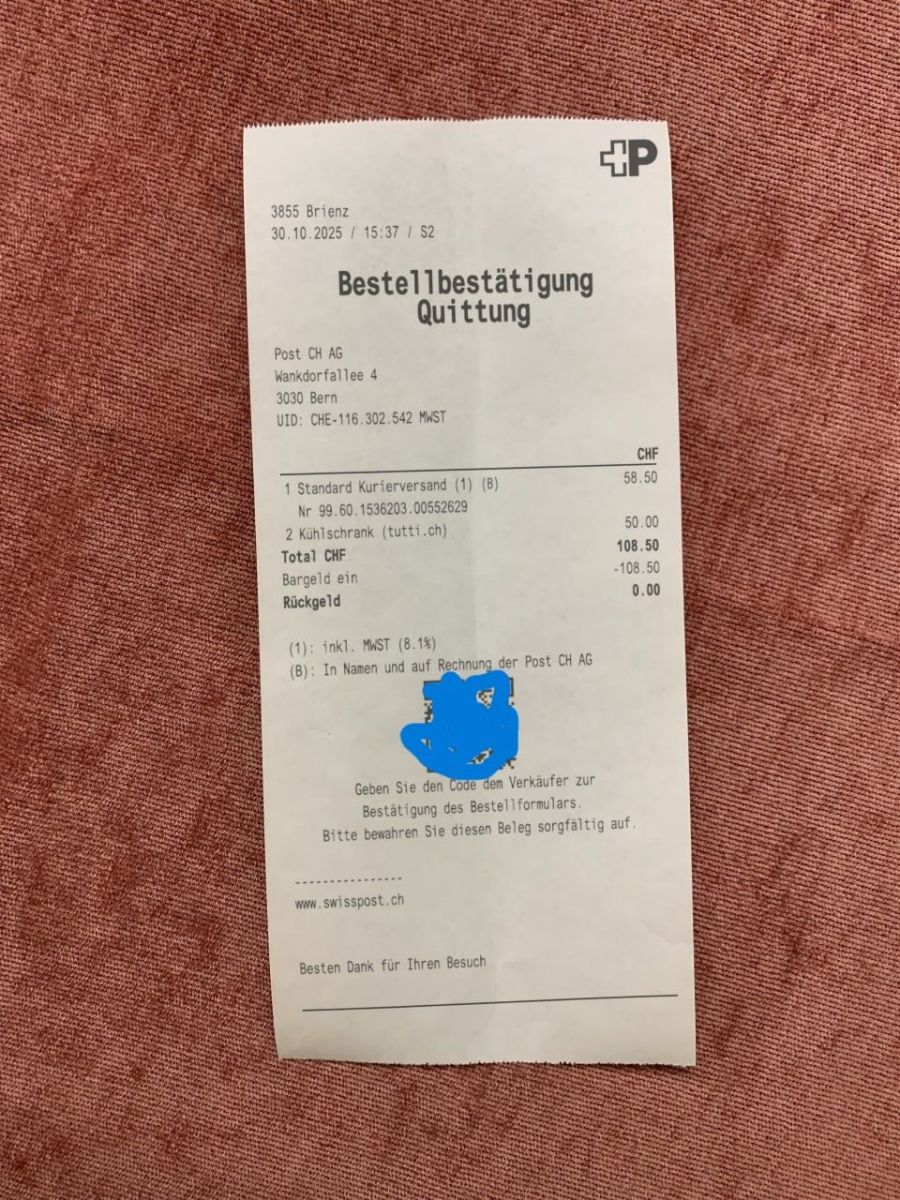 P
3855 Brienz
30.10.2025 / 15:37 / S2
Bestellbestätigung
Quittung
Post CH AG
Wankdorfallee 4
3030 Bern
UID: CHE-116.302.542 MWST
CHF
1 Standard Kurierversand (1) (B) 58.50
Nr 99.60.1536203.00552629
2 Kühlschrank (tutti.ch) 50.00
Total CHF 108.50
Bargeld ein -108.50
Rückgeld 0.00
(1): inkl. MWST (8.1%)
(B): In Namen und auf Rechnung der Post CH AG
Geben Sie den Code dem Verkäufer zur
Bestätigung des Bestellformulars.
Bitte bewahren Sie diesen Beleg sorgfältig auf.
----------------
www.swisspost.ch
Besten Dank für Ihren Besuch